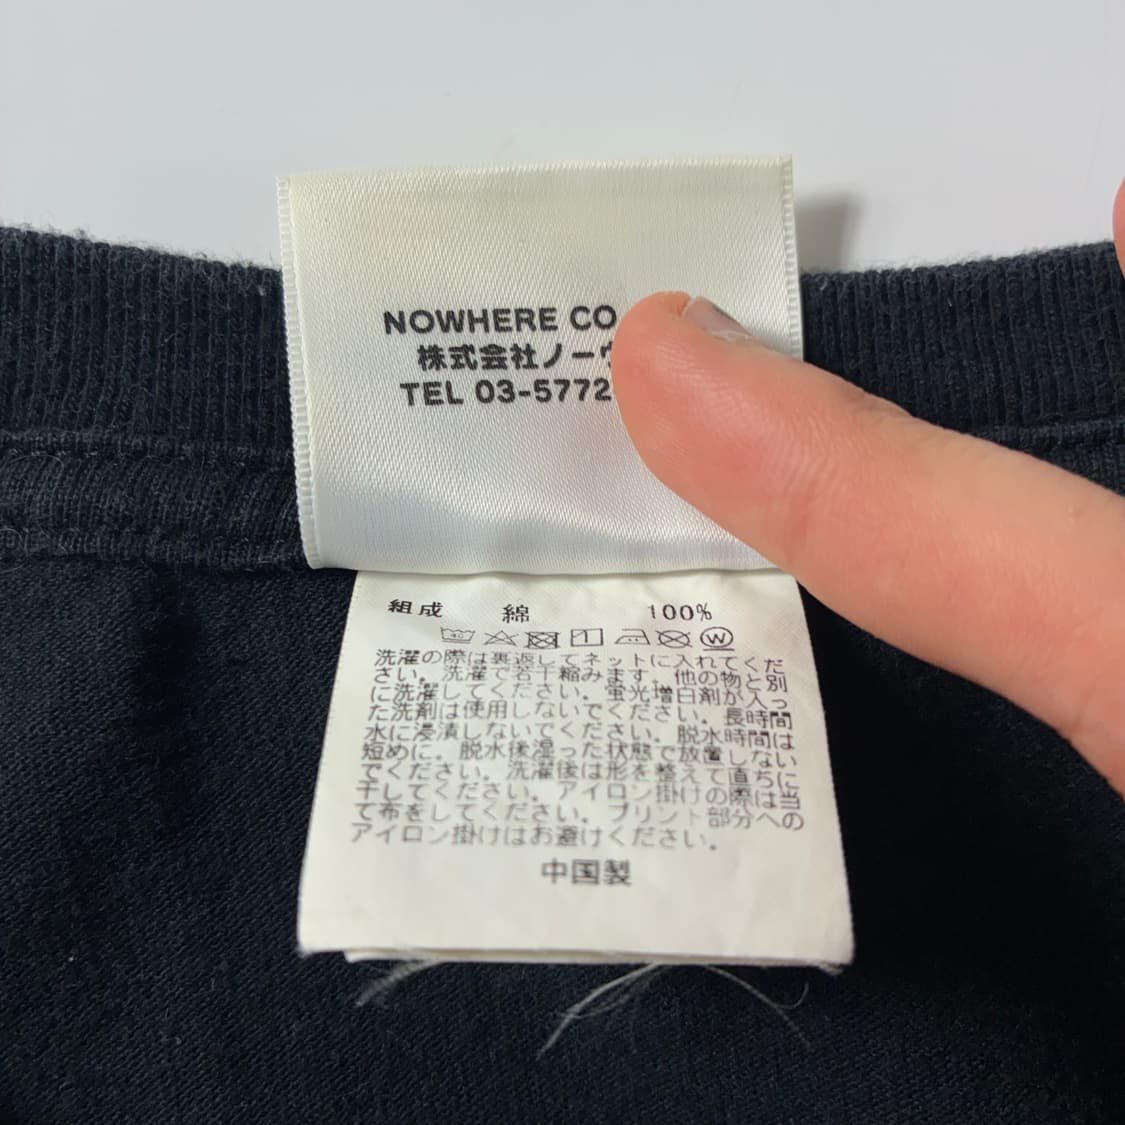 NOWHERE CO
株式会社ノーウ
TEL 03-5772
組成 綿 100%
W
洗濯の際は裏返してネットに入れてくだ
さい。洗濯で若干縮みます。他の物と別
に洗濯してください。蛍光増白剤が入っ
た洗剤は使用しないでください。長時間
水に浸漬しないでください。脱水時間は
短めに。脱水後湿った状態で放置しない
でください。洗濯後は形を整えて直ちに
干してください。アイロン掛けの際は当
て布をしてください。プリント部分への
アイロン掛けはお避けください。
中国製